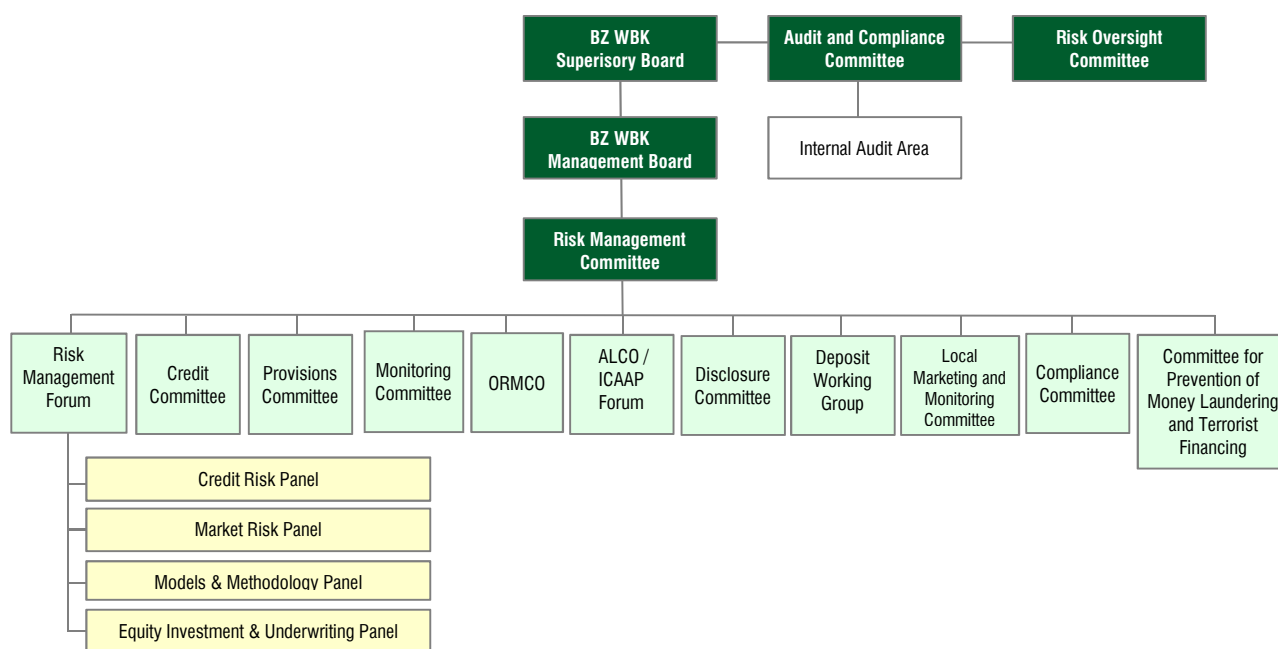 BZ WBK
Superisory Board
Audit and Compliance
Committee
Risk Oversight
Committee
BZ WBK
Management Board
Internal Audit Area
Risk Management
Committee
Risk
Management
Forum
Credit
Committee
Provisions
Committee
Monitoring
Committee
ORMCO
ALCO /
ICAAP
Forum
Disclosure
Committee
Deposit
Working
Group
Local
Marketing and
Monitoring
Committee
Compliance
Committee
Committee for
Prevention of
Money Laundering
and Terrorist
Financing
Credit Risk Panel
Market Risk Panel
Models & Methodology Panel
Equity Investment & Underwriting Panel